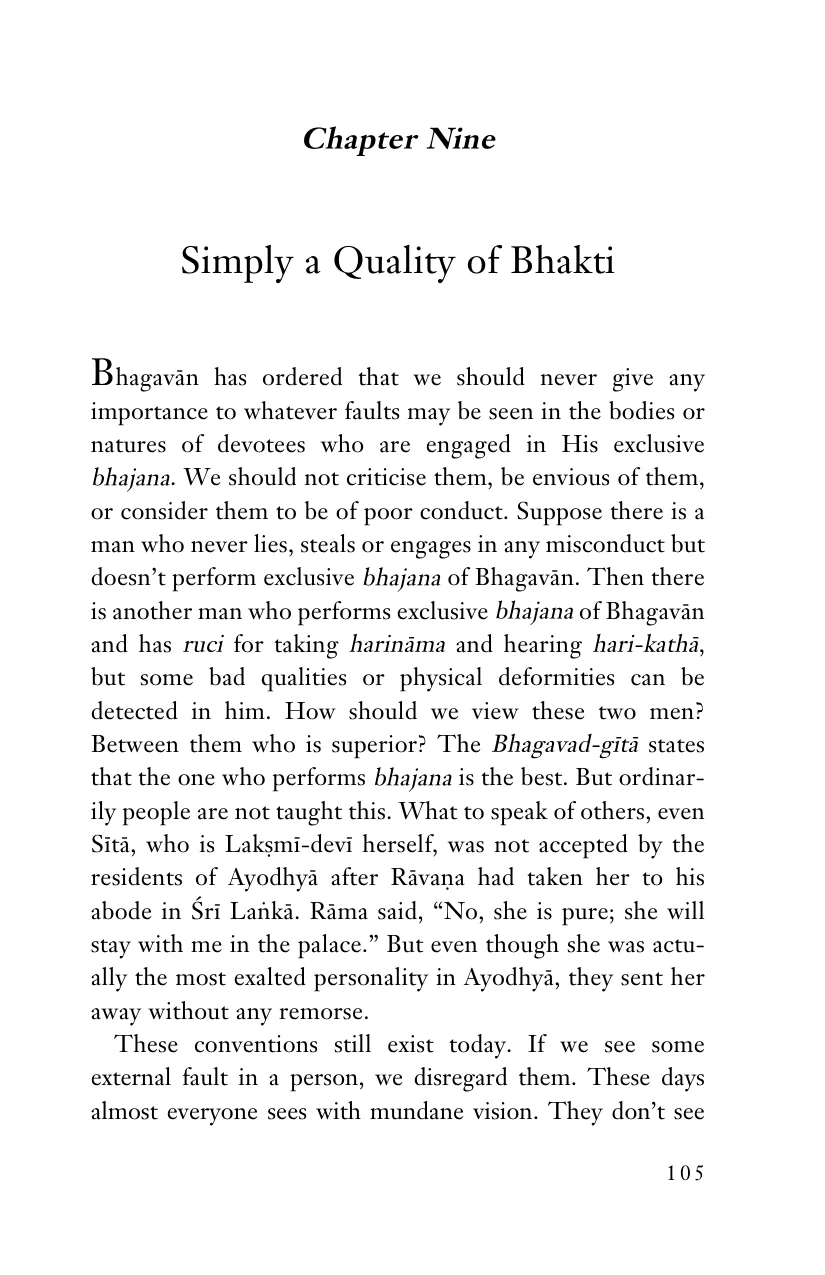 Chapter Nine
Simply a Quality of Bhakti
Bhagavān has ordered that we should never give any
importance to whatever faults may be seen in the bodies or
natures of devotees who are engaged in His exclusive
bhajana. We should not criticise them, be envious of them,
or consider them to be of poor conduct. Suppose there is a
man who never lies, steals or engages in any misconduct but
doesn’t perform exclusive bhajana of Bhagavān. Then there
is another man who performs exclusive bhajana of Bhagavān
and has ruci for taking harināma and hearing hari-kathā,
but some bad qualities or physical deformities can be
detected in him. How should we view these two men?
Between them who is superior? The Bhagavad-gītā states
that the one who performs bhajana is the best. But ordinar-
ily people are not taught this. What to speak of others, even
Sītā, who is Lakṣmī-devī herself, was not accepted by the
residents of Ayodhyā after Rāvaṇa had taken her to his
abode in Śrī Laṅkā. Rāma said, “No, she is pure; she will
stay with me in the palace.” But even though she was actu-
ally the most exalted personality in Ayodhyā, they sent her
away without any remorse.
These conventions still exist today. If we see some
external fault in a person, we disregard them. These days
almost everyone sees with mundane vision. They don’t see
105